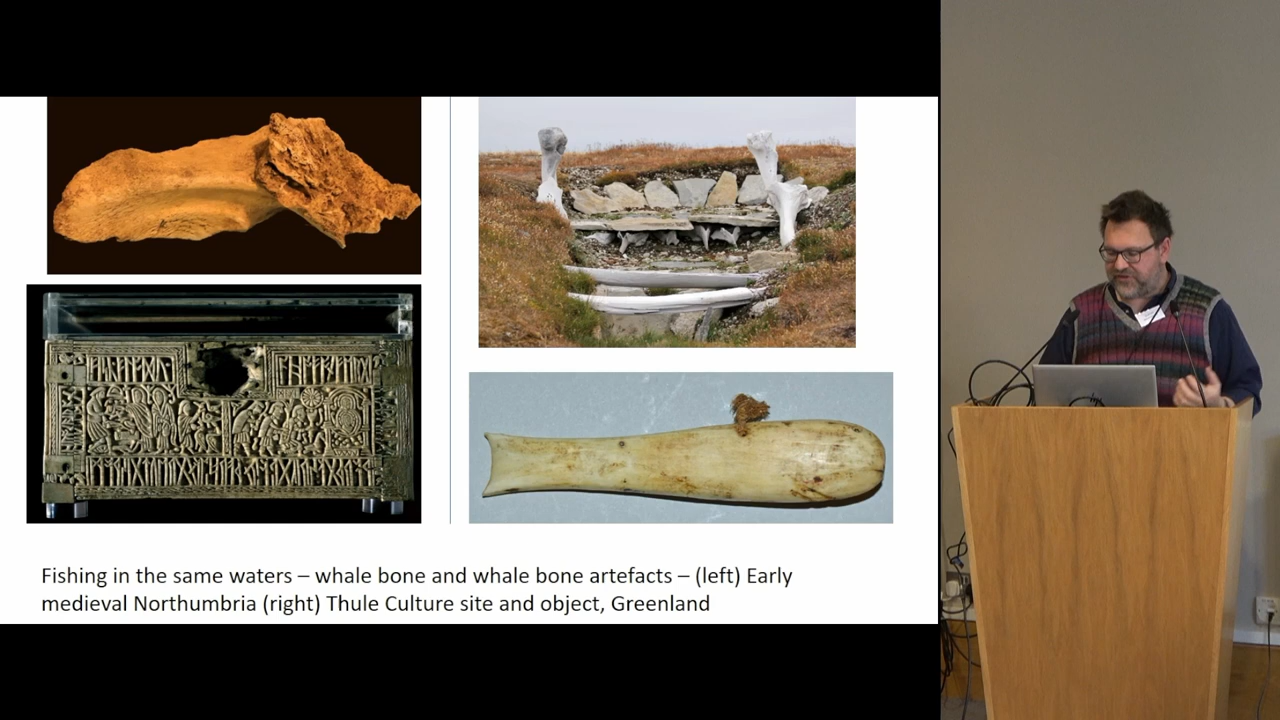 Fishing in the same waters – whale bone and whale bone artefacts – (left) Early
medieval Northumbria (right) Thule Culture site and object, Greenland